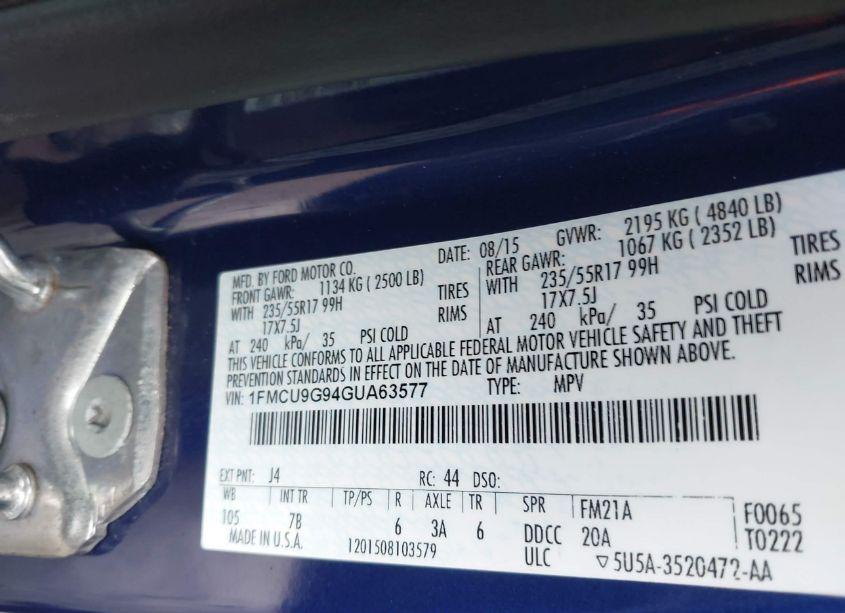 MFD. BY FORD MOTOR CO. DATE: 08/15 GVWR: 2195 KG ( 4840 LB)
FRONT GAWR: 1134 KG ( 2500 LB) REAR GAWR: 1067 KG ( 2352 LB)
WITH 235/55R17 99H TIRES WITH 235/55R17 99H TIRES
17X7.5J RIMS 17X7.5J RIMS
AT 240 kPa/ 35 PSI COLD AT 240 kPa/ 35 PSI COLD
THIS VEHICLE CONFORMS TO ALL APPLICABLE FEDERAL MOTOR VEHICLE SAFETY AND THEFT
PREVENTION STANDARDS IN EFFECT ON THE DATE OF MANUFACTURE SHOWN ABOVE.
VIN: 1FMCU9G94GUA63577 TYPE: MPV
EXT PNT: J4 RC: 44 DSO:
WB INT TR TP/PS R AXLE TR SPR FM21A F0065
105 7B 6 3A 6 DDCC 20A T0222
MADE IN U.S.A. 1201508103579 ULC ▽5U5A-3520472-AA